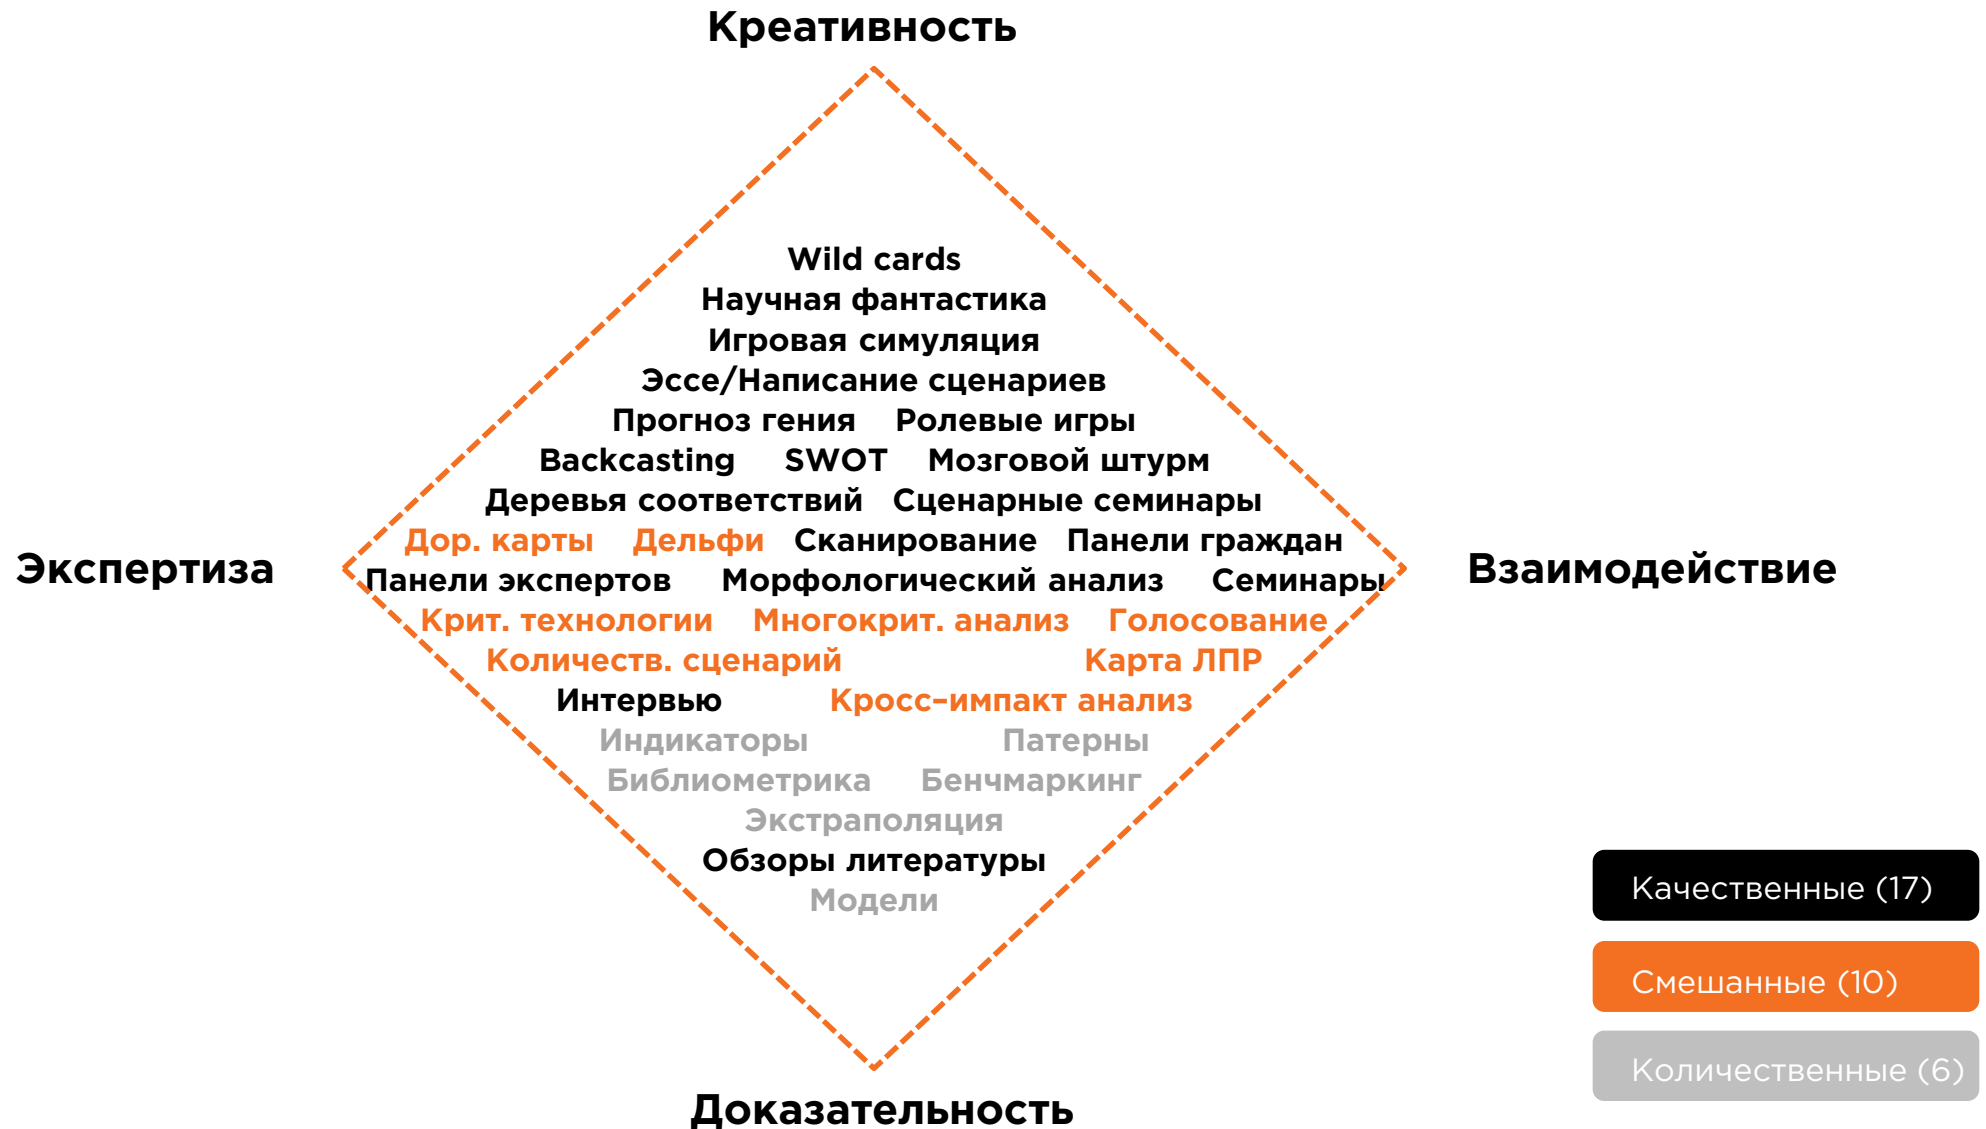 Креативность
Wild cards
Научная фантастика
Игровая симуляция
Эссе/Написание сценариев
Прогноз гения Ролевые игры
Backcasting SWOT Мозговой штурм
Деревья соответствий Сценарные семинары
Дор. карты Дельфи Сканирование Панели граждан
Экспертиза
Взаимодействие
Панели экспертов Морфологический анализ Семинары
Крит. технологии Многокрит. анализ Голосование
Количеств. сценарий Карта ЛПР
Интервью Кросс–импакт анализ
Индикаторы Патерны
Библиометрика Бенчмаркинг
Экстраполяция
Обзоры литературы
Модели
Качественные (17)
Смешанные (10)
Количественные (6)
Доказательность